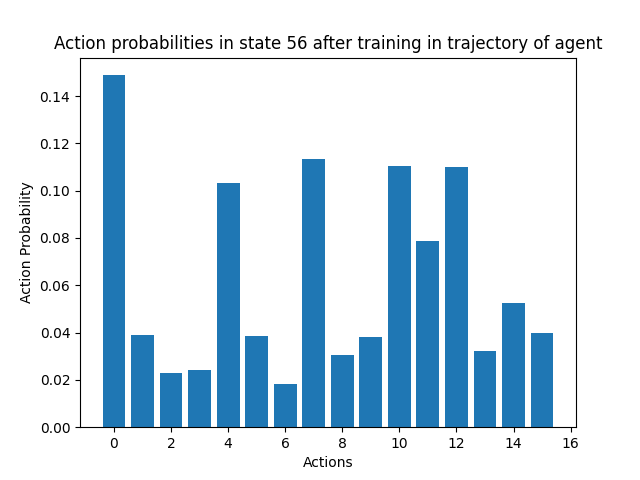 Action probabilities in state 56 after training in trajectory of agent
0.14
0.12
0.10
0.08
0.06
0.04
0.02
0.00
Action Probability
0 2 4 6 8 10 12 14 16
Actions